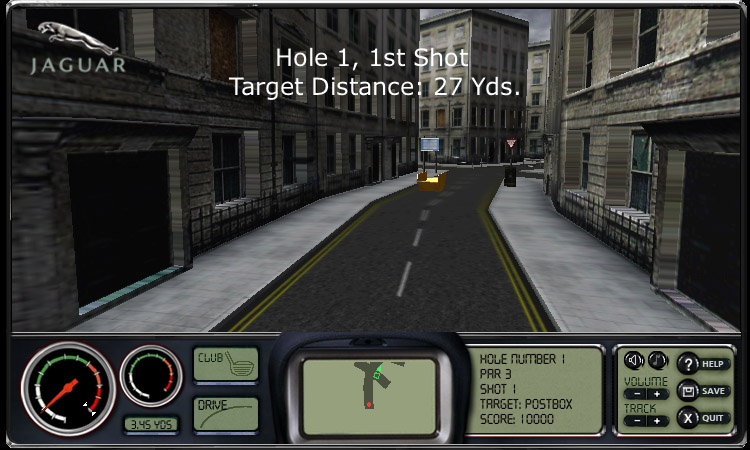 JAGUAR
Hole 1, 1st Shot
Target Distance: 27 Yds.
CLUB
DRIVE
3.45 YDS
HOLE NUMBER 1
PAR 3
SHOT 1
TARGET: POSTBOX
SCORE: 10000
VOLUME
- +
TRACK
- +
? HELP
SAVE
X QUIT